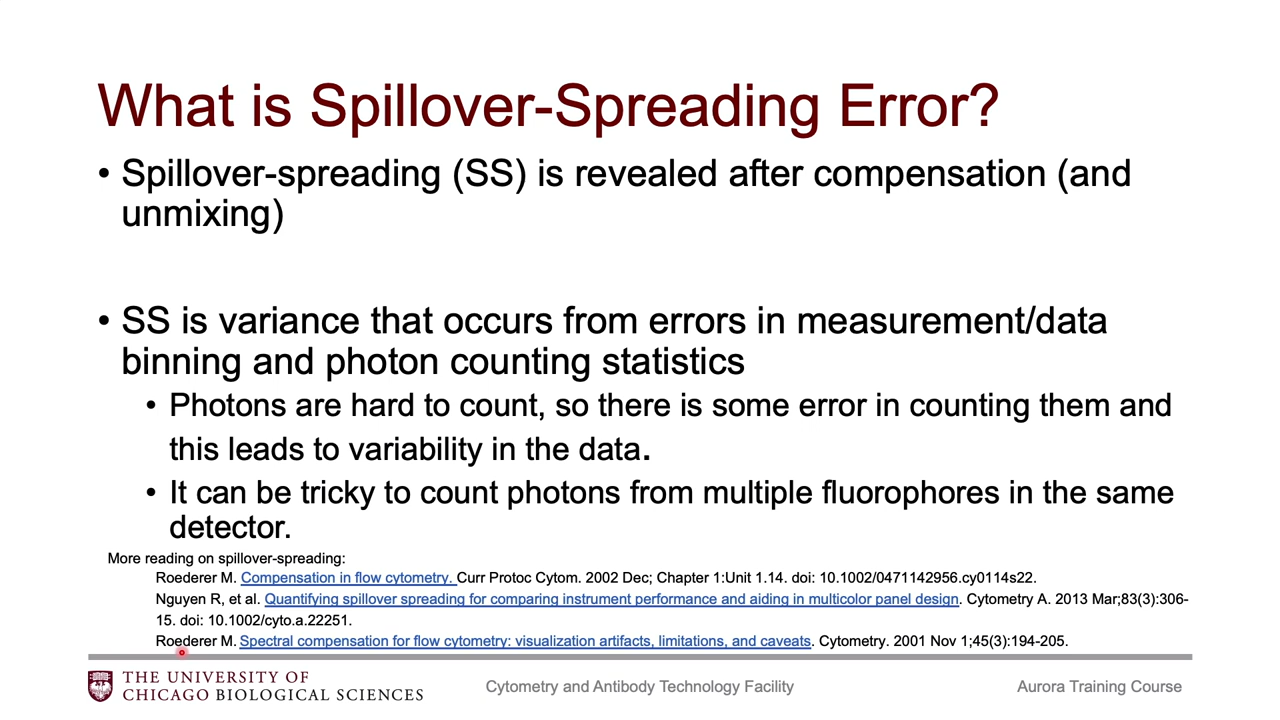 What is Spillover-Spreading Error?
• Spillover-spreading (SS) is revealed after compensation (and
unmixing)
• SS is variance that occurs from errors in measurement/data
binning and photon counting statistics
• Photons are hard to count, so there is some error in counting them and
this leads to variability in the data.
• It can be tricky to count photons from multiple fluorophores in the same
detector.
More reading on spillover-spreading:
Roederer M. Compensation in flow cytometry. Curr Protoc Cytom. 2002 Dec; Chapter 1:Unit 1.14. doi: 10.1002/0471142956.cy0114s22.
Nguyen R, et al. Quantifying spillover spreading for comparing instrument performance and aiding in multicolor panel design. Cytometry A. 2013 Mar;83(3):306-
15. doi: 10.1002/cyto.a.22251.
Roederer M. Spectral compensation for flow cytometry: visualization artifacts, limitations, and caveats. Cytometry. 2001 Nov 1;45(3):194-205.
THE UNIVERSITY OF
CHICAGO BIOLOGICAL SCIENCES
Cytometry and Antibody Technology Facility
Aurora Training Course